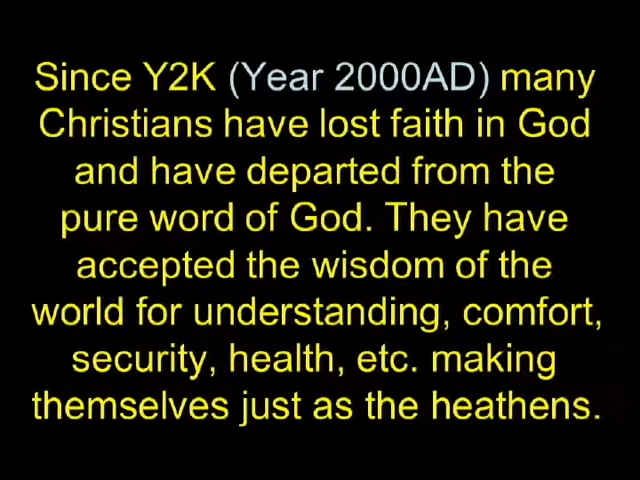 Since Y2K (Year 2000AD) many
Christians have lost faith in God
and have departed from the
pure word of God. They have
accepted the wisdom of the
world for understanding, comfort,
security, health, etc. making
themselves just as the heathens.